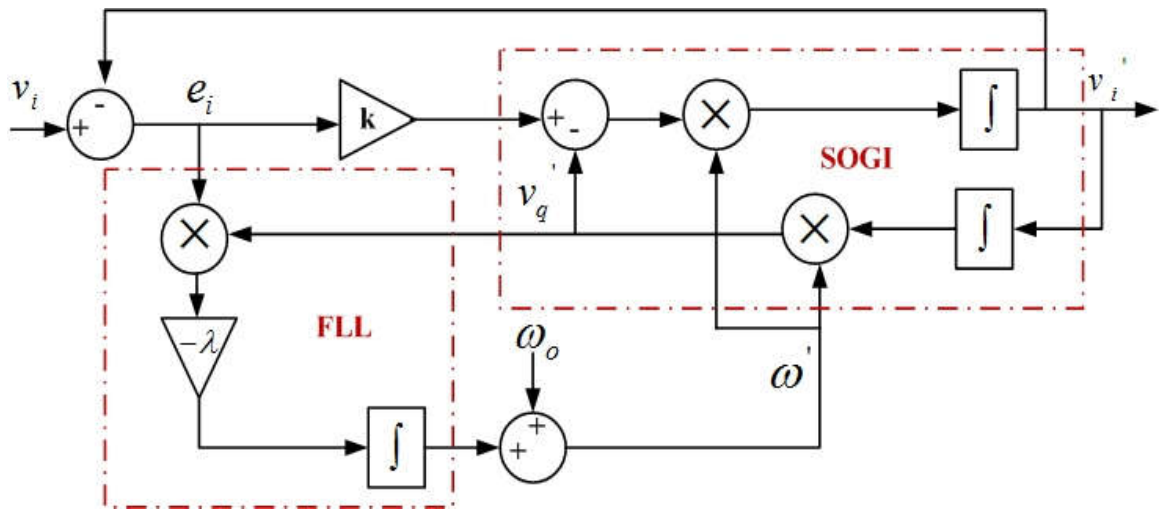 v_i
+
-
e_i
k
+
-
×
∫
v_i'
SOGI
v_q'
×
×
∫
-λ
FLL
ω_o
ω'
∫
+
+